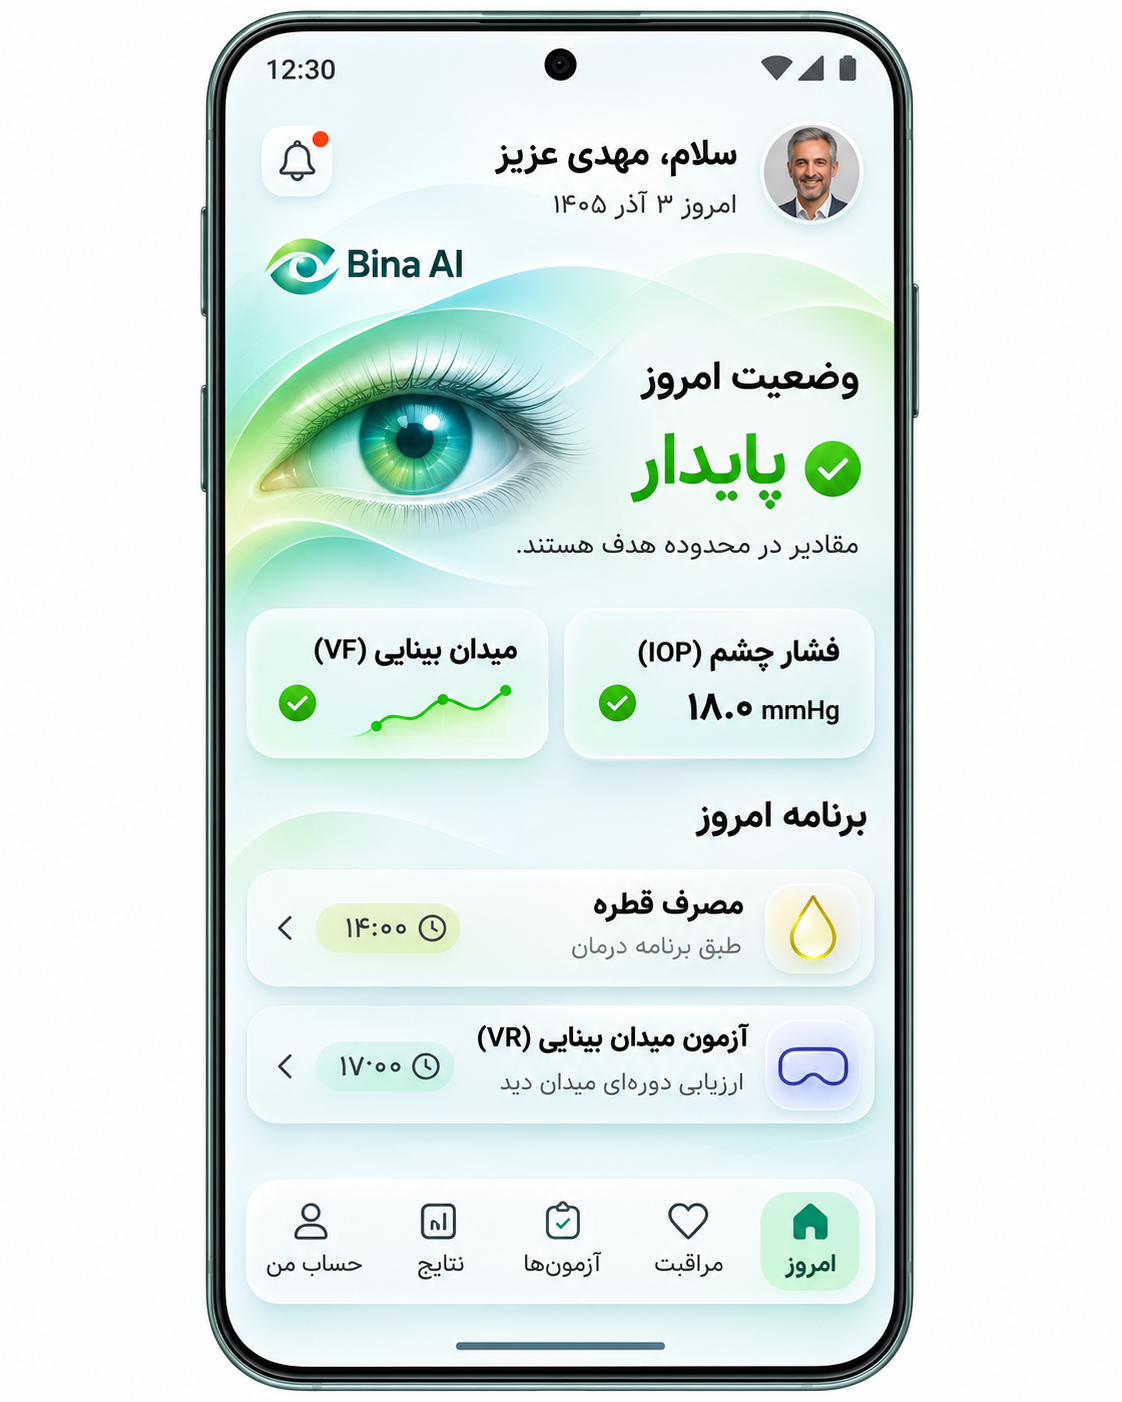 12:30
سلام، مهدی عزیز
امروز ۳ آذر ۱۴۰۵
Bina AI
وضعیت امروز
پایدار
مقادیر در محدوده هدف هستند.
فشار چشم (IOP)
۱۸.۰ mmHg
میدان بینایی (VF)
برنامه امروز
مصرف قطره
طبق برنامه درمان
۱۴:۰۰
آزمون میدان بینایی (VR)
ارزیابی دوره‌ای میدان دید
۱۷:۰۰
امروز
مراقبت
آزمون‌ها
نتایج
حساب من